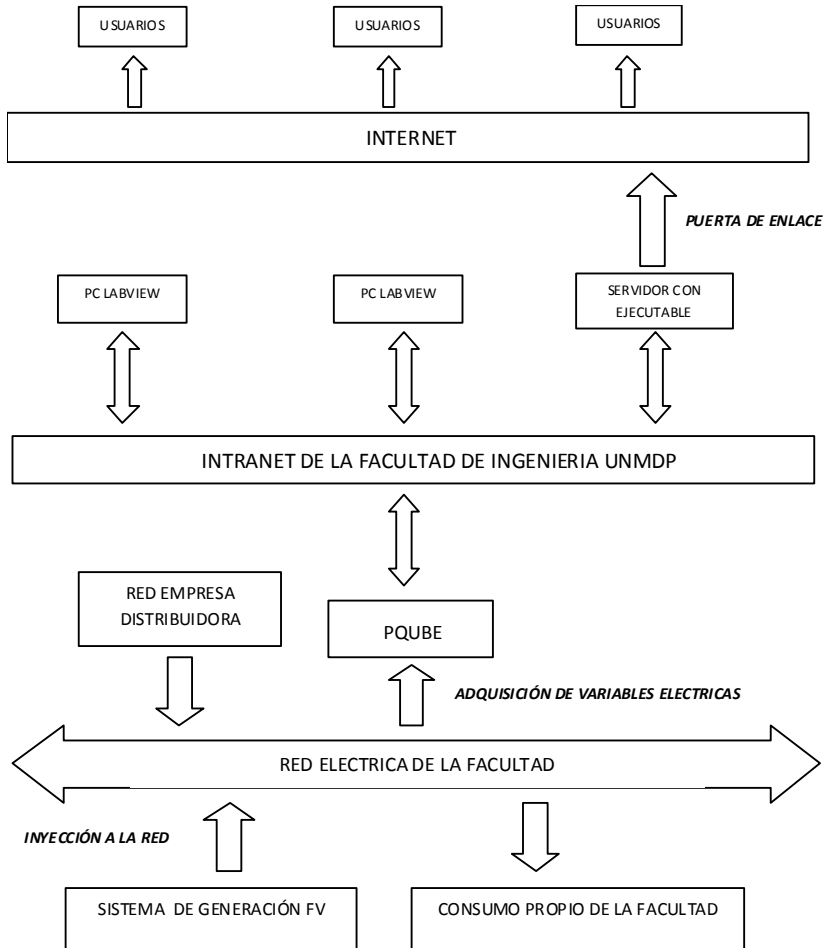 USUARIOS
USUARIOS
USUARIOS
INTERNET
PUERTA DE ENLACE
PC LABVIEW
PC LABVIEW
SERVIDOR CON
EJECUTABLE
INTRANET DE LA FACULTAD DE INGENIERIA UNMDP
RED EMPRESA
DISTRIBUIDORA
PQUBE
ADQUISICIÓN DE VARIABLES ELECTRICAS
RED ELECTRICA DE LA FACULTAD
INYECCIÓN A LA RED
SISTEMA DE GENERACIÓN FV
CONSUMO PROPIO DE LA FACULTAD